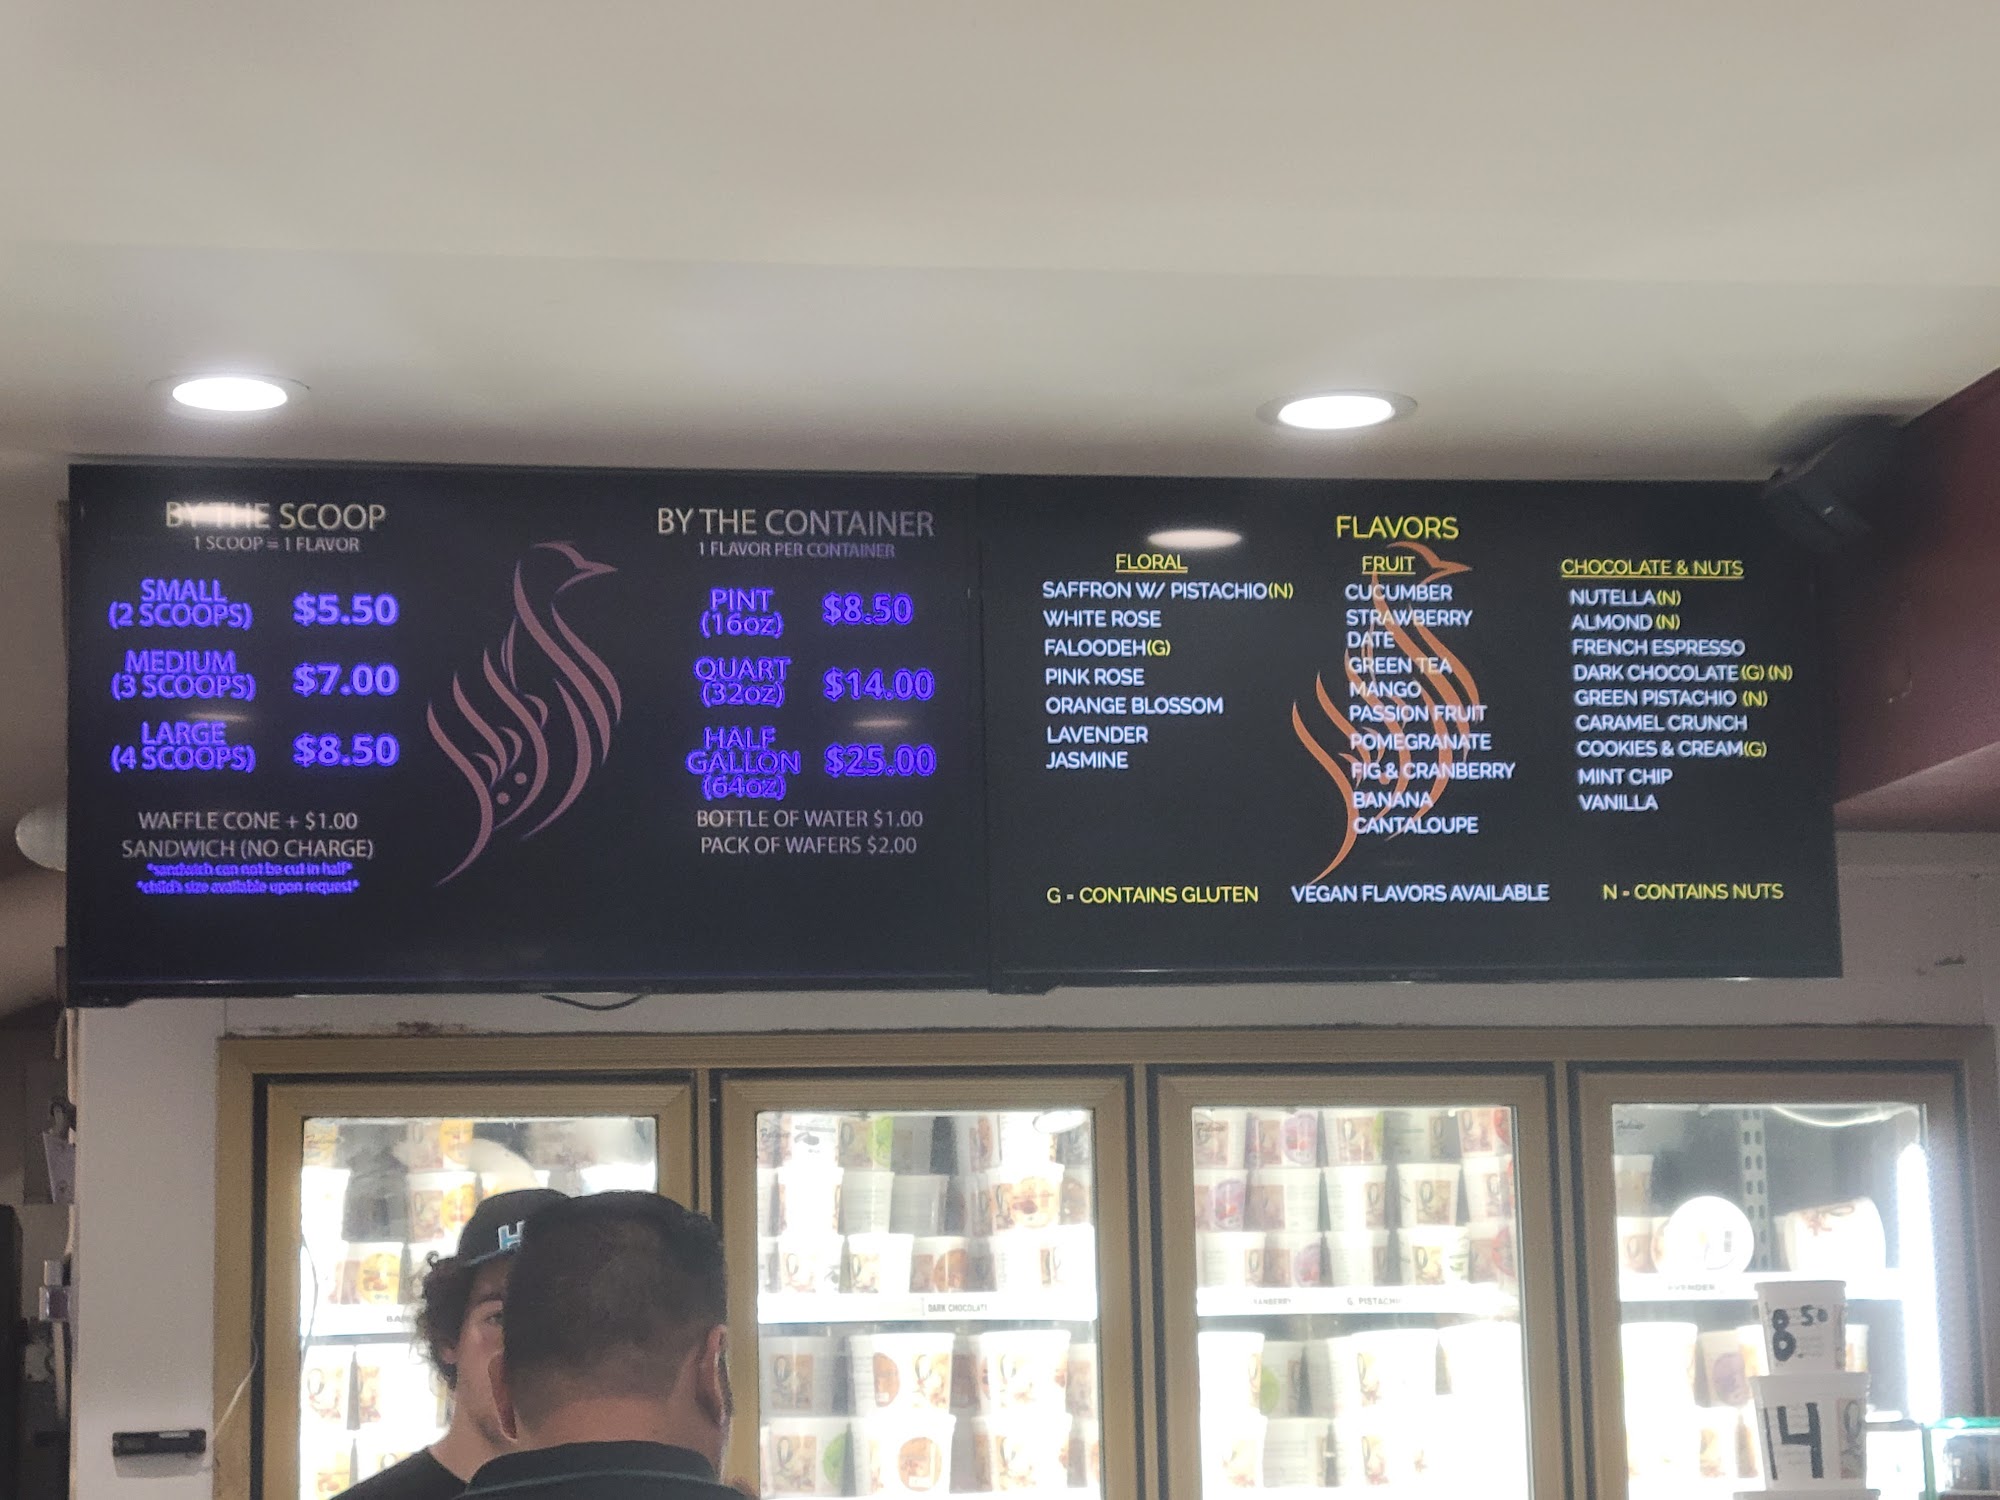 BY THE SCOOP
1 SCOOP = 1 FLAVOR
SMALL
(2 SCOOPS)
$5.50
MEDIUM
(3 SCOOPS)
$7.00
LARGE
(4 SCOOPS)
$8.50
WAFFLE CONE + $1.00
SANDWICH (NO CHARGE)
*sandwich can not be cut in half*
*child's size available upon request*
BY THE CONTAINER
1 FLAVOR PER CONTAINER
PINT
(16oz)
$8.50
QUART
(32oz)
$14.00
HALF
GALLON
(64oz)
$25.00
BOTTLE OF WATER $1.00
PACK OF WAFERS $2.00
FLAVORS
FLORAL
SAFFRON W/ PISTACHIO(N)
WHITE ROSE
FALOODEH(G)
PINK ROSE
ORANGE BLOSSOM
LAVENDER
JASMINE
FRUIT
CUCUMBER
STRAWBERRY
DATE
GREEN TEA
MANGO
PASSION FRUIT
POMEGRANATE
FIG & CRANBERRY
BANANA
CANTALOUPE
CHOCOLATE & NUTS
NUTELLA(N)
ALMOND (N)
FRENCH ESPRESSO
DARK CHOCOLATE (G) (N)
GREEN PISTACHIO (N)
CARAMEL CRUNCH
COOKIES & CREAM(G)
MINT CHIP
VANILLA
G - CONTAINS GLUTEN
VEGAN FLAVORS AVAILABLE
N - CONTAINS NUTS
H
DARK CHOCOLATE
G. PISTACHI
8.50
14